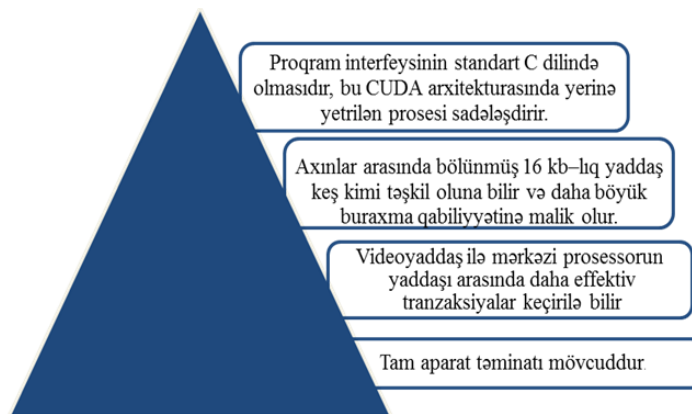 Proqram interfeysinin standart C dilində
olmasıdır, bu CUDA arxitekturasında yerinə
yetrilən prosesi sadələşdirir.
Axınlar arasında bölünmüş 16 kb–lıq yaddaş
keş kimi təşkil oluna bilir və daha böyük
buraxma qabiliyyətinə malik olur.
Videoyaddaş ilə mərkəzi prosessorun
yaddaşı arasında daha effektiv
tranzaksiyalar keçirilə bilir
Tam aparat təminatı mövcuddur.